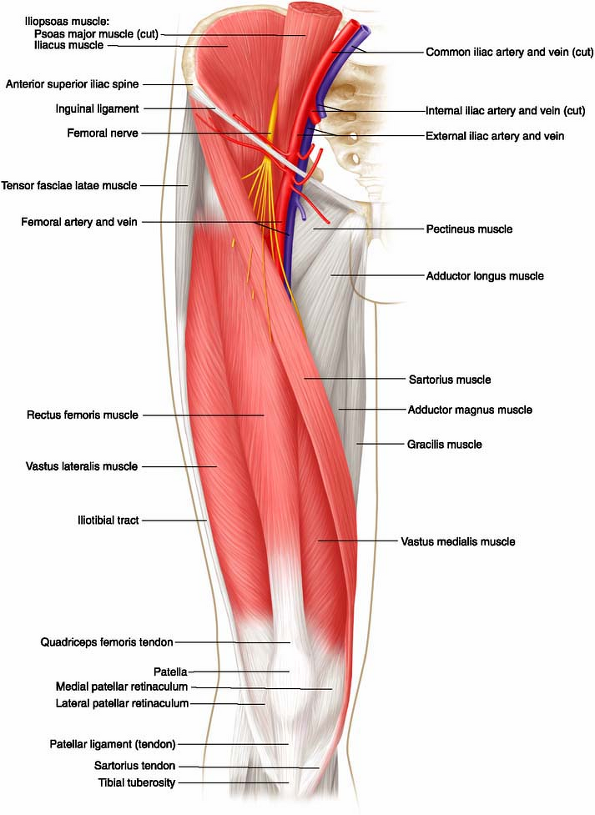 Iliopsoas muscle:
Psoas major muscle (cut)
Iliacus muscle
Common iliac artery and vein (cut)
Anterior superior iliac spine
Inguinal ligament
Internal iliac artery and vein (cut)
Femoral nerve
External iliac artery and vein
Tensor fasciae latae muscle
Femoral artery and vein
Pectineus muscle
Adductor longus muscle
Sartorius muscle
Rectus femoris muscle
Adductor magnus muscle
Gracilis muscle
Vastus lateralis muscle
Iliotibial tract
Vastus medialis muscle
Quadriceps femoris tendon
Patella
Medial patellar retinaculum
Lateral patellar retinaculum
Patellar ligament (tendon)
Sartorius tendon
Tibial tuberosity